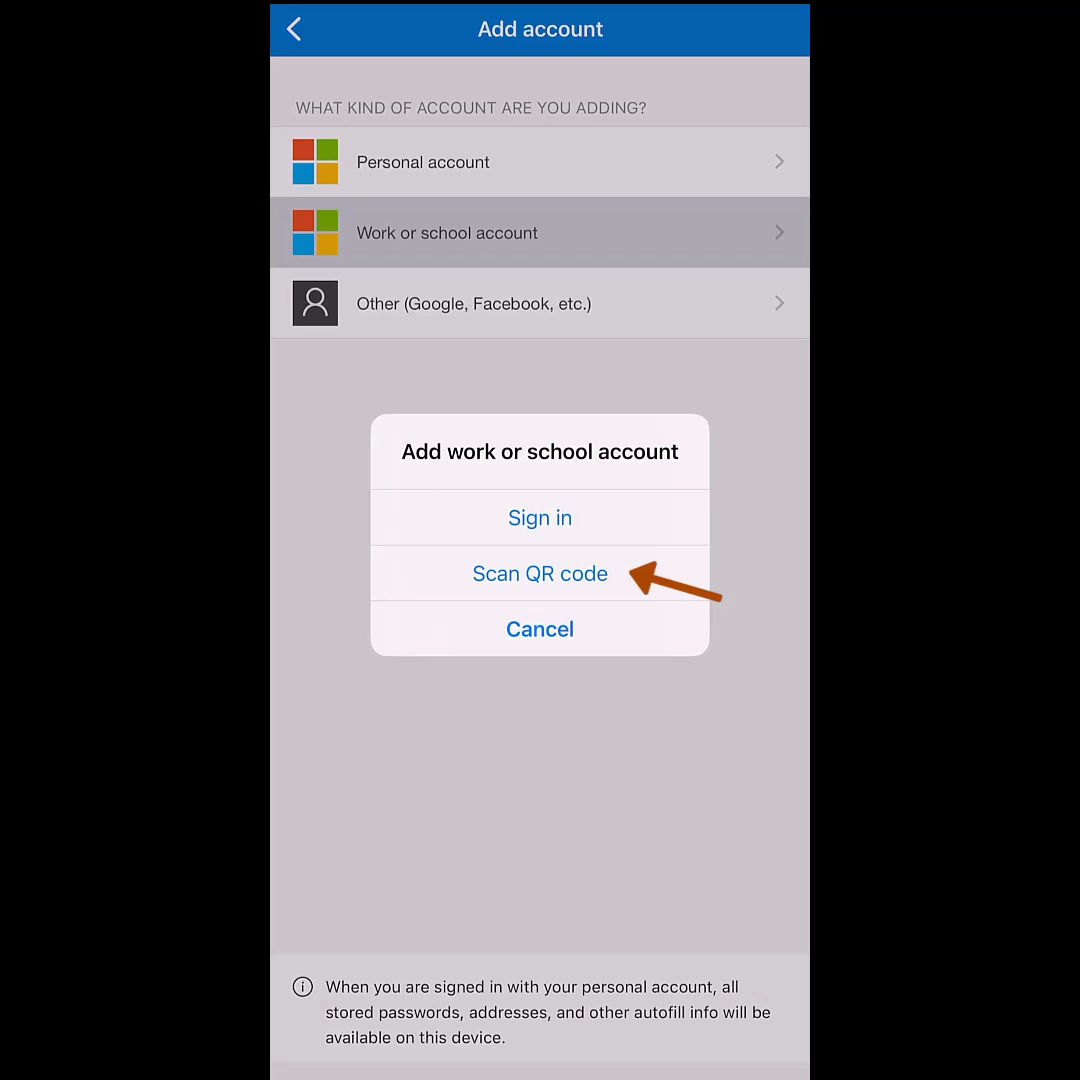 Add account
WHAT KIND OF ACCOUNT ARE YOU ADDING?
Personal account
Work or school account
Other (Google, Facebook, etc.)
Add work or school account
Sign in
Scan QR code
Cancel
When you are signed in with your personal account, all
stored passwords, addresses, and other autofill info will be
available on this device.